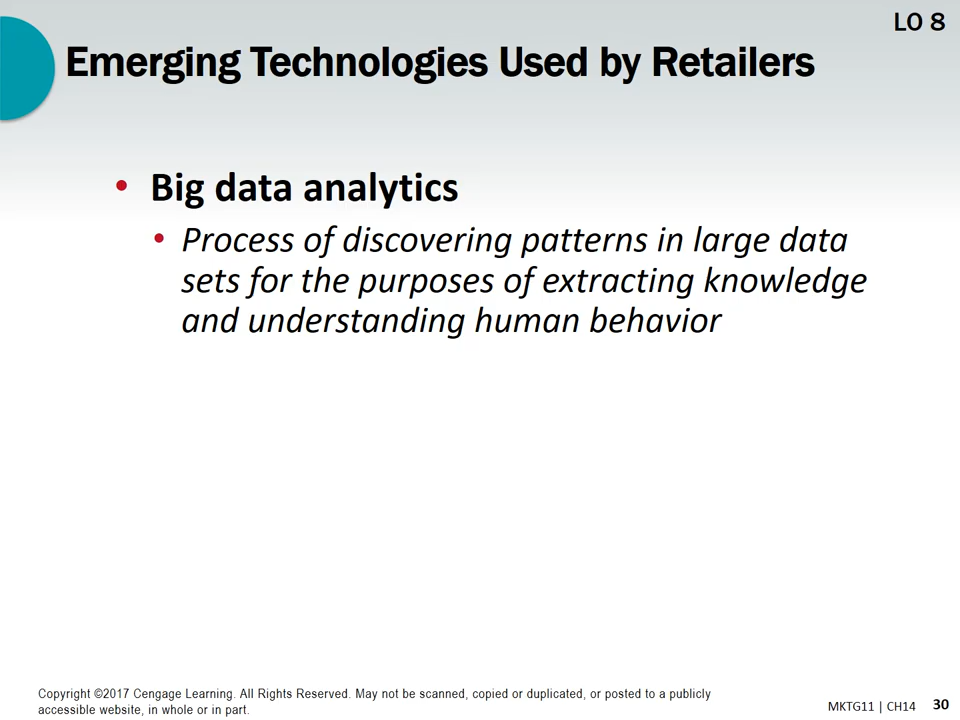 LO 8
Emerging Technologies Used by Retailers
• Big data analytics
• Process of discovering patterns in large data
sets for the purposes of extracting knowledge
and understanding human behavior
Copyright ©2017 Cengage Learning. All Rights Reserved. May not be scanned, copied or duplicated, or posted to a publicly
accessible website, in whole or in part.
MKTG11 | CH14 30